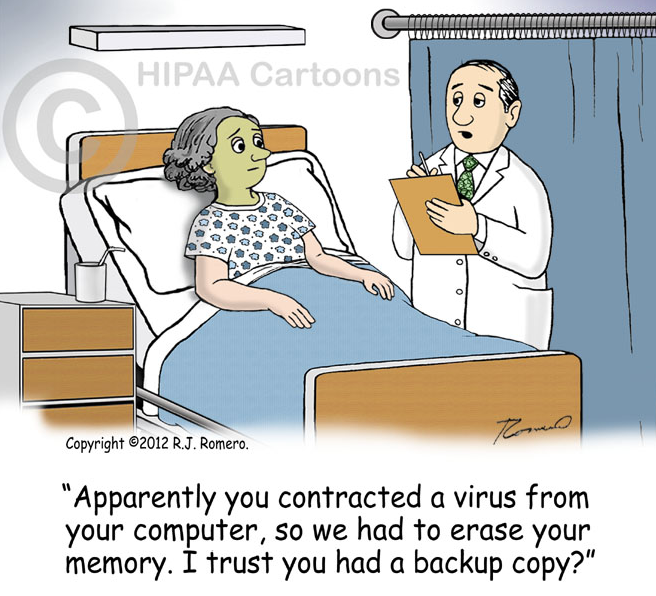 HIPAA Cartoons
©
Copyright ©2012 R.J. Romero.
Romero
“Apparently you contracted a virus from
your computer, so we had to erase your
memory. I trust you had a backup copy?”